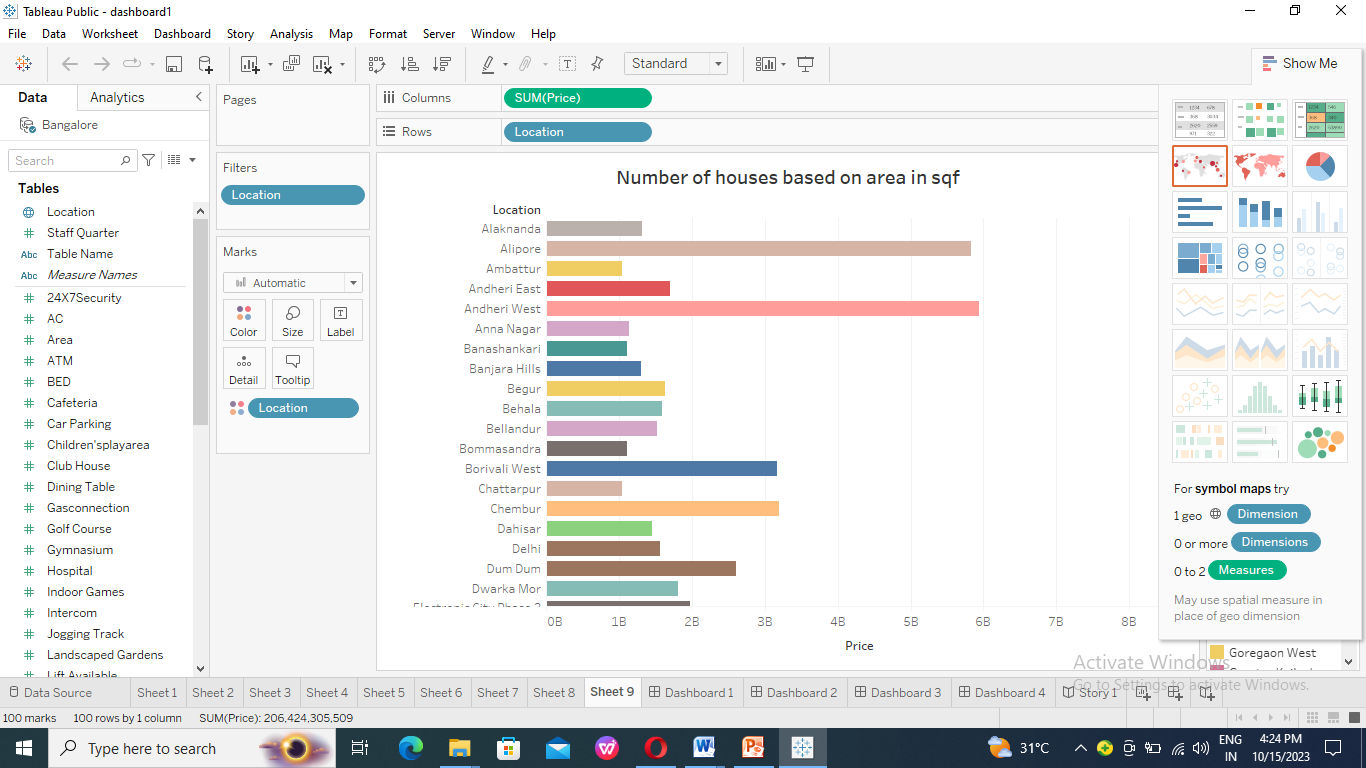 Tableau Public - dashboard1
File Data Worksheet Dashboard Story Analysis Map Format Server Window Help
Standard
Show Me
Data Analytics
Bangalore
Search
Tables
Location
Staff Quarter
Abc Table Name
Abc Measure Names
24X7Security
AC
Area
ATM
BED
Cafeteria
Car Parking
Children'splayarea
Club House
Dining Table
Gasconnection
Golf Course
Gymnasium
Hospital
Indoor Games
Intercom
Jogging Track
Landscaped Gardens
Lift Available
Pages
Filters
Location
Marks
Automatic
Color Size Label
Detail Tooltip
Location
Columns SUM(Price)
Rows Location
Number of houses based on area in sqf
Location
Alaknanda
Alipore
Ambattur
Andheri East
Andheri West
Anna Nagar
Banashankari
Banjara Hills
Begur
Behala
Bellandur
Bommasandra
Borivali West
Chattarpur
Chembur
Dahisar
Delhi
Dum Dum
Dwarka Mor
Electronic City Phase 2
0B 1B 2B 3B 4B 5B 6B 7B 8B
Price
For symbol maps try
1 geo Dimension
0 or more Dimensions
0 to 2 Measures
May use spatial measure in
place of geo dimension
Goregaon West
Activate Windows
Go to Settings to activate Windows.
Data Source Sheet 1 Sheet 2 Sheet 3 Sheet 4 Sheet 5 Sheet 6 Sheet 7 Sheet 8 Sheet 9 Dashboard 1 Dashboard 2 Dashboard 3 Dashboard 4 Story 1
100 marks 100 rows by 1 column SUM(Price): 206.424,305.509
Type here to search
31°C
ENG
IN
4:24 PM
10/15/2023